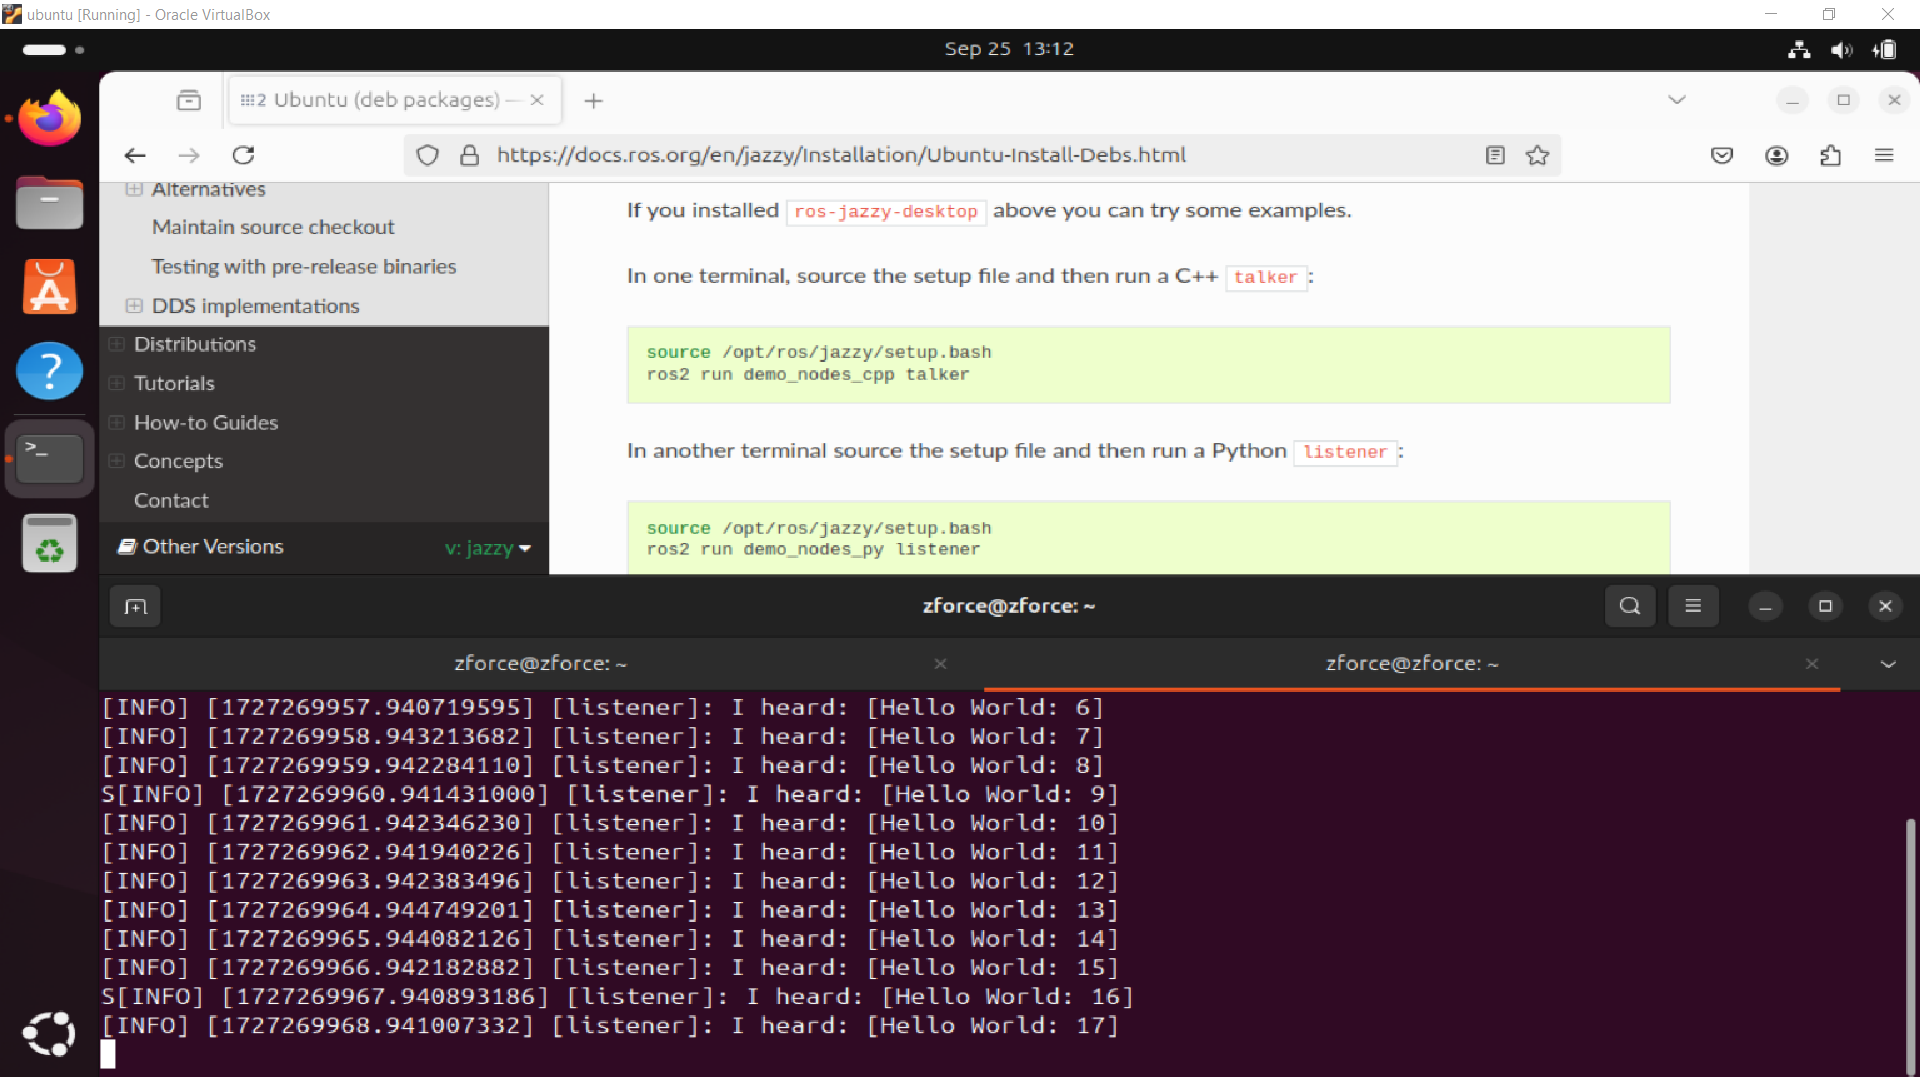 ubuntu [Running] - Oracle VirtualBox
Sep 25 13:12
2 Ubuntu (deb packages) —
https://docs.ros.org/en/jazzy/Installation/Ubuntu-Install-Debs.html
Alternatives
Maintain source checkout
Testing with pre-release binaries
DDS implementations
Distributions
Tutorials
How-to Guides
Concepts
Contact
Other Versions
v: jazzy
If you installed ros-jazzy-desktop above you can try some examples.
In one terminal, source the setup file and then run a C++ talker:
source /opt/ros/jazzy/setup.bash
ros2 run demo_nodes_cpp talker
In another terminal source the setup file and then run a Python listener:
source /opt/ros/jazzy/setup.bash
ros2 run demo_nodes_py listener
zforce@zforce: ~
zforce@zforce: ~
zforce@zforce: ~
[INFO] [1727269957.940719595] [listener]: I heard: [Hello World: 6]
[INFO] [1727269958.943213682] [listener]: I heard: [Hello World: 7]
[INFO] [1727269959.942284110] [listener]: I heard: [Hello World: 8]
S[INFO] [1727269960.941431000] [listener]: I heard: [Hello World: 9]
[INFO] [1727269961.942346230] [listener]: I heard: [Hello World: 10]
[INFO] [1727269962.941940226] [listener]: I heard: [Hello World: 11]
[INFO] [1727269963.942383496] [listener]: I heard: [Hello World: 12]
[INFO] [1727269964.944749201] [listener]: I heard: [Hello World: 13]
[INFO] [1727269965.944082126] [listener]: I heard: [Hello World: 14]
[INFO] [1727269966.942182882] [listener]: I heard: [Hello World: 15]
S[INFO] [1727269967.940893186] [listener]: I heard: [Hello World: 16]
[INFO] [1727269968.941007332] [listener]: I heard: [Hello World: 17]